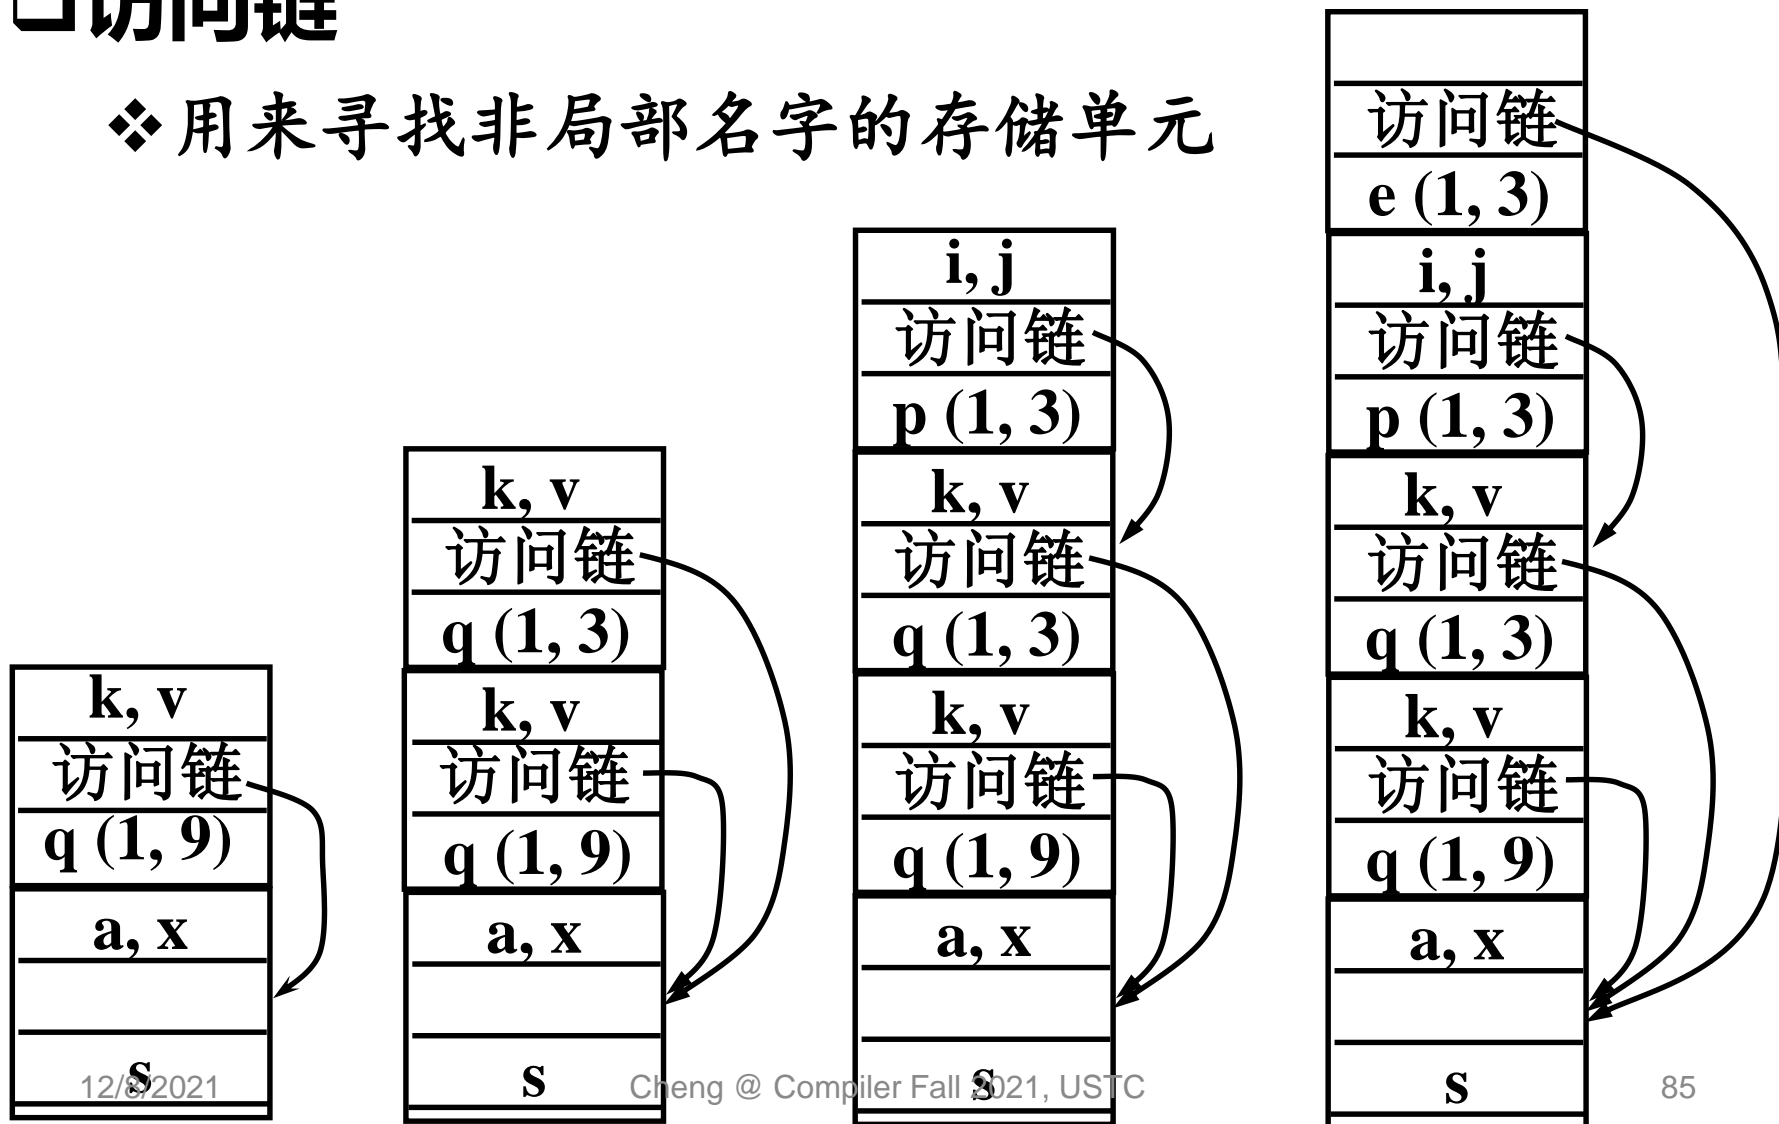 访问链
用来寻找非局部名字的存储单元
k, v
访问链
q (1, 9)
a, x
s
k, v
访问链
q (1, 3)
k, v
访问链
q (1, 9)
a, x
s
i, j
访问链
p (1, 3)
k, v
访问链
q (1, 3)
k, v
访问链
q (1, 9)
a, x
s
访问链
e (1, 3)
i, j
访问链
p (1, 3)
k, v
访问链
q (1, 3)
k, v
访问链
q (1, 9)
a, x
s
12/8/2021
Cheng @ Compiler Fall 2021, USTC
85